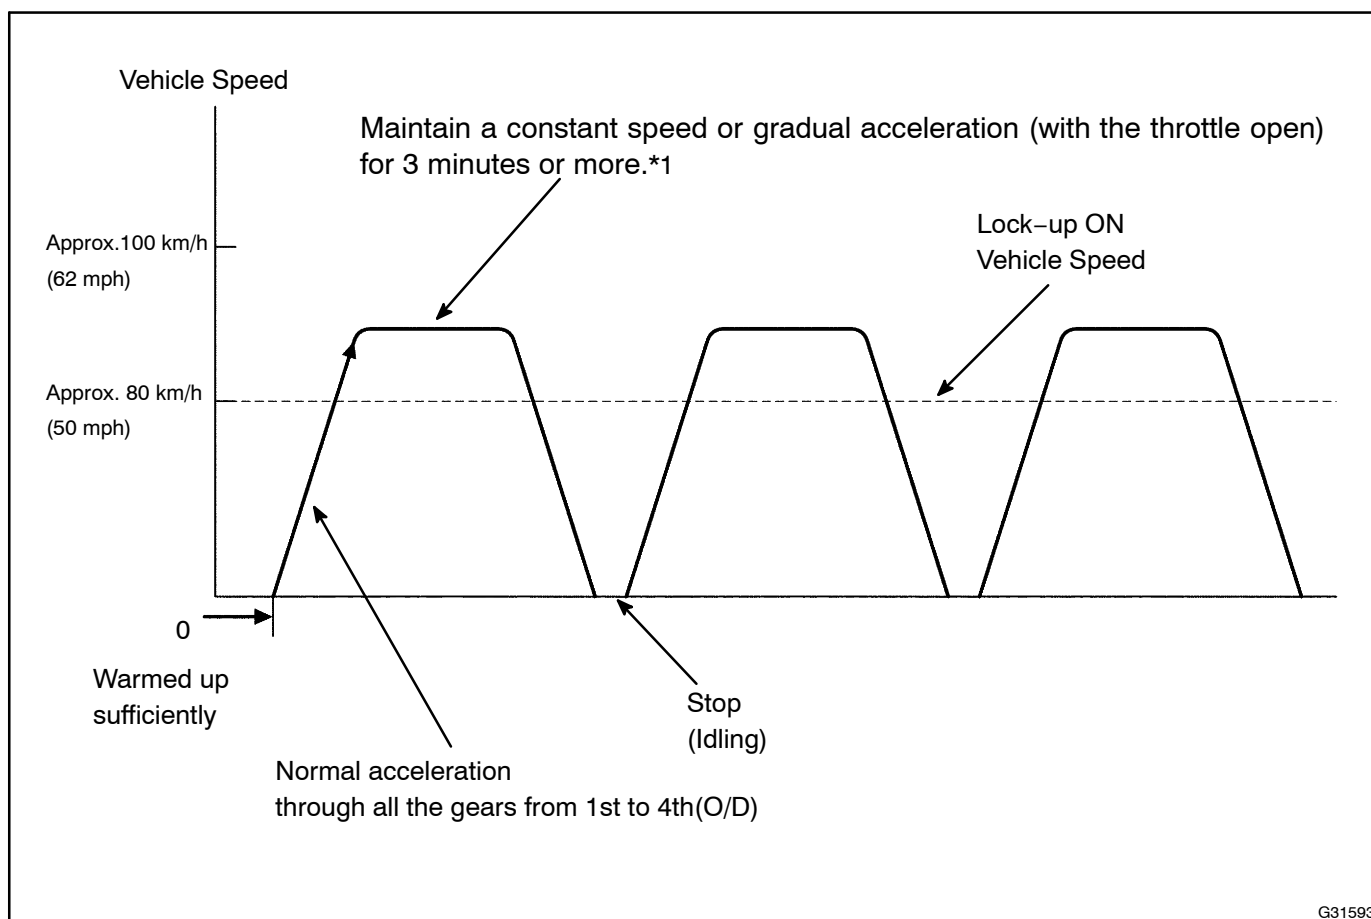 Vehicle Speed
Maintain a constant speed or gradual acceleration (with the throttle open)
for 3 minutes or more.*1
Approx.100 km/h
(62 mph)
Lock−up ON
Vehicle Speed
Approx. 80 km/h
(50 mph)
0
Warmed up
sufficiently
Stop
(Idling)
Normal acceleration
through all the gears from 1st to 4th(O/D)
G31593